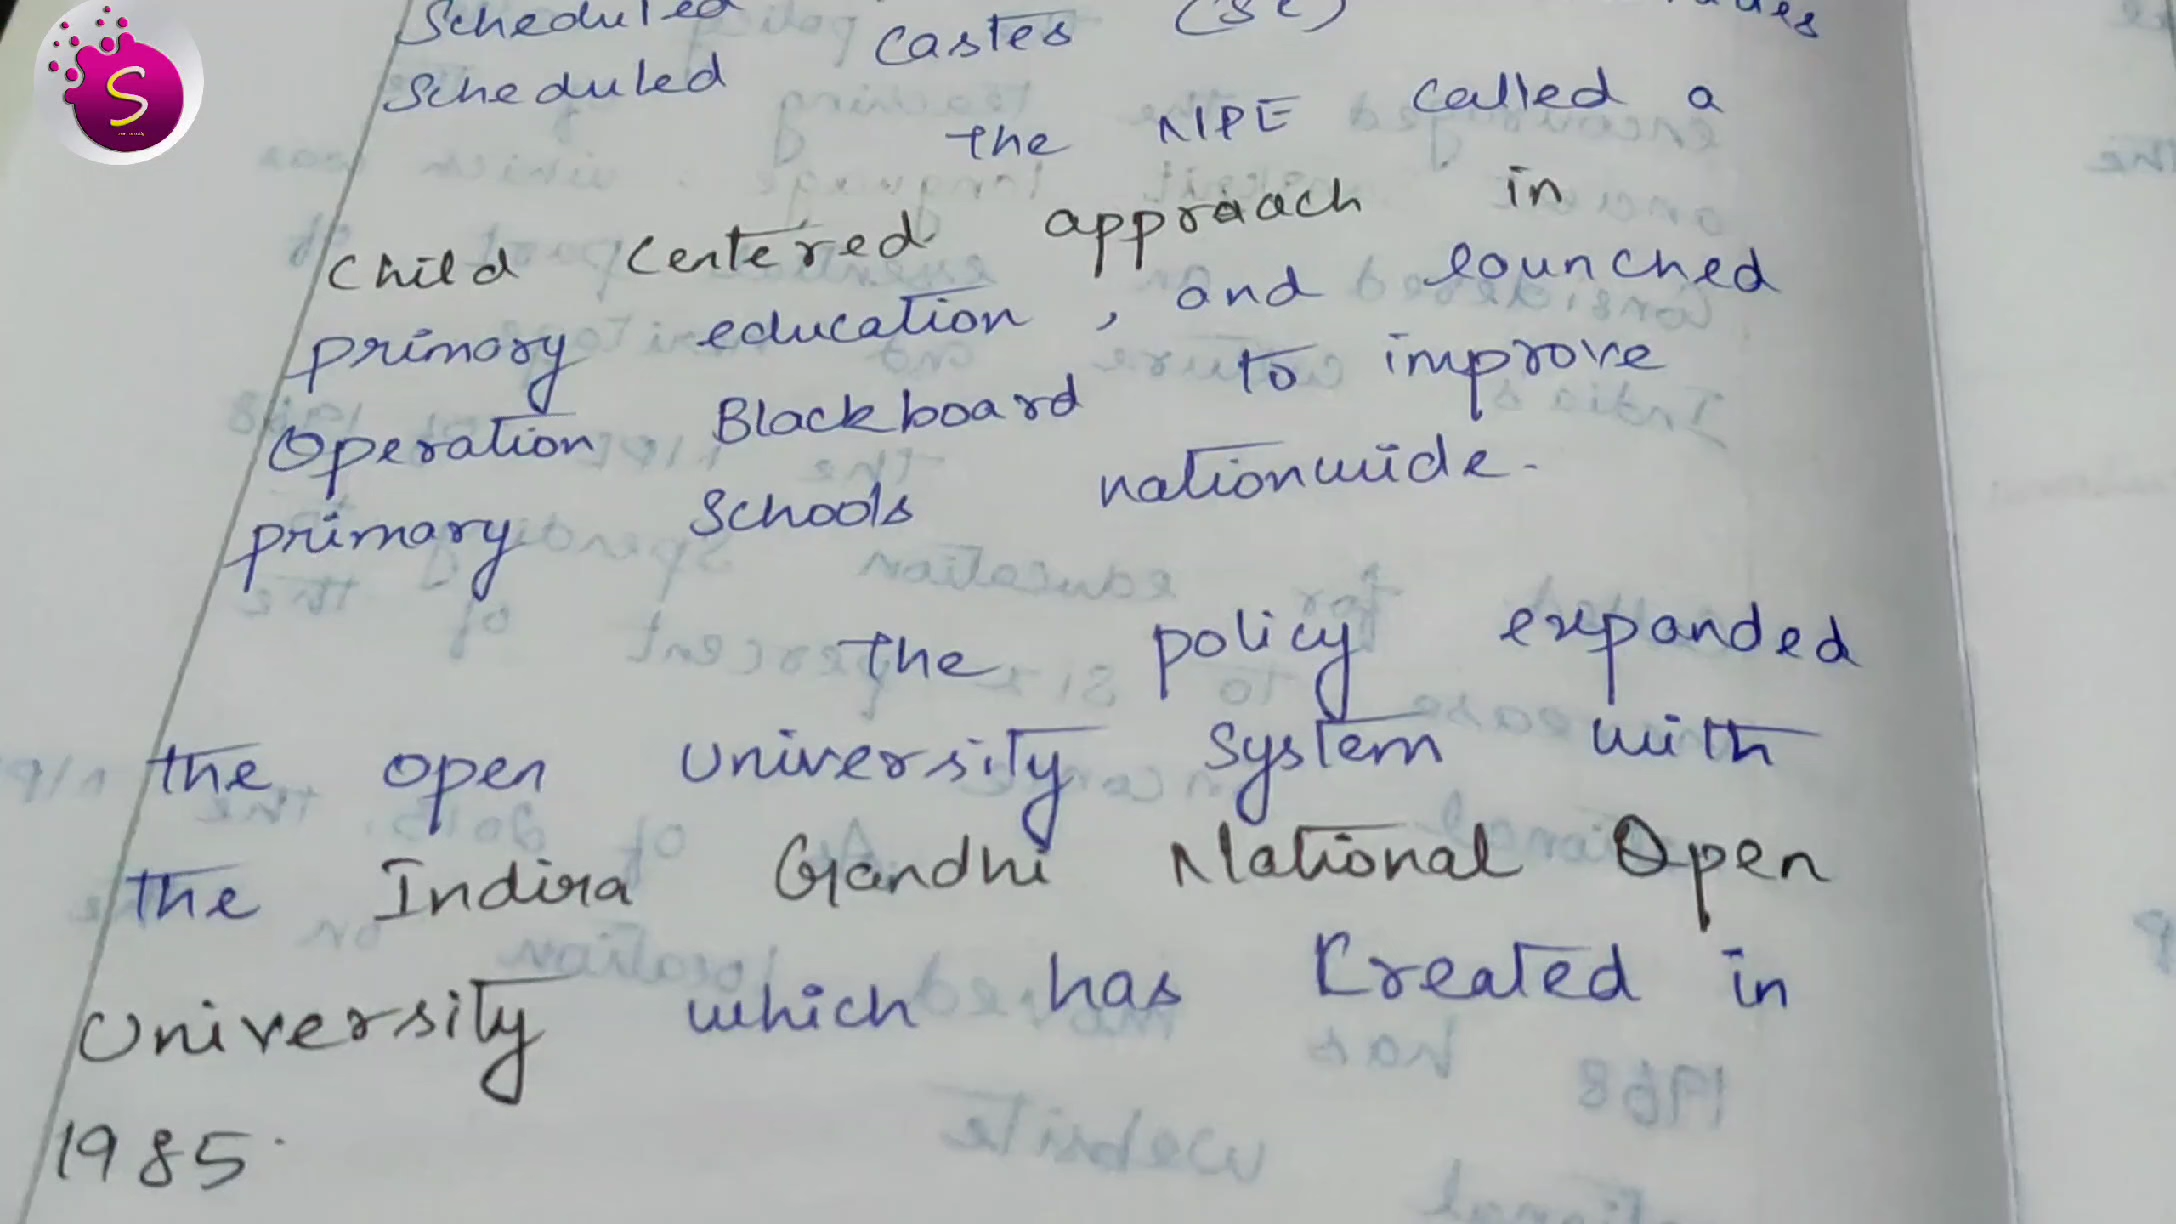 Scheduled
Scheduled Castes (SC)
the NPE called a
child centered approach in
primary education, and lounched
Operation Blackboard to improve
primary schools nationwide.
the policy expanded
the open university system with
the Indira Gandhi National Open
University which has created in
1985.
S